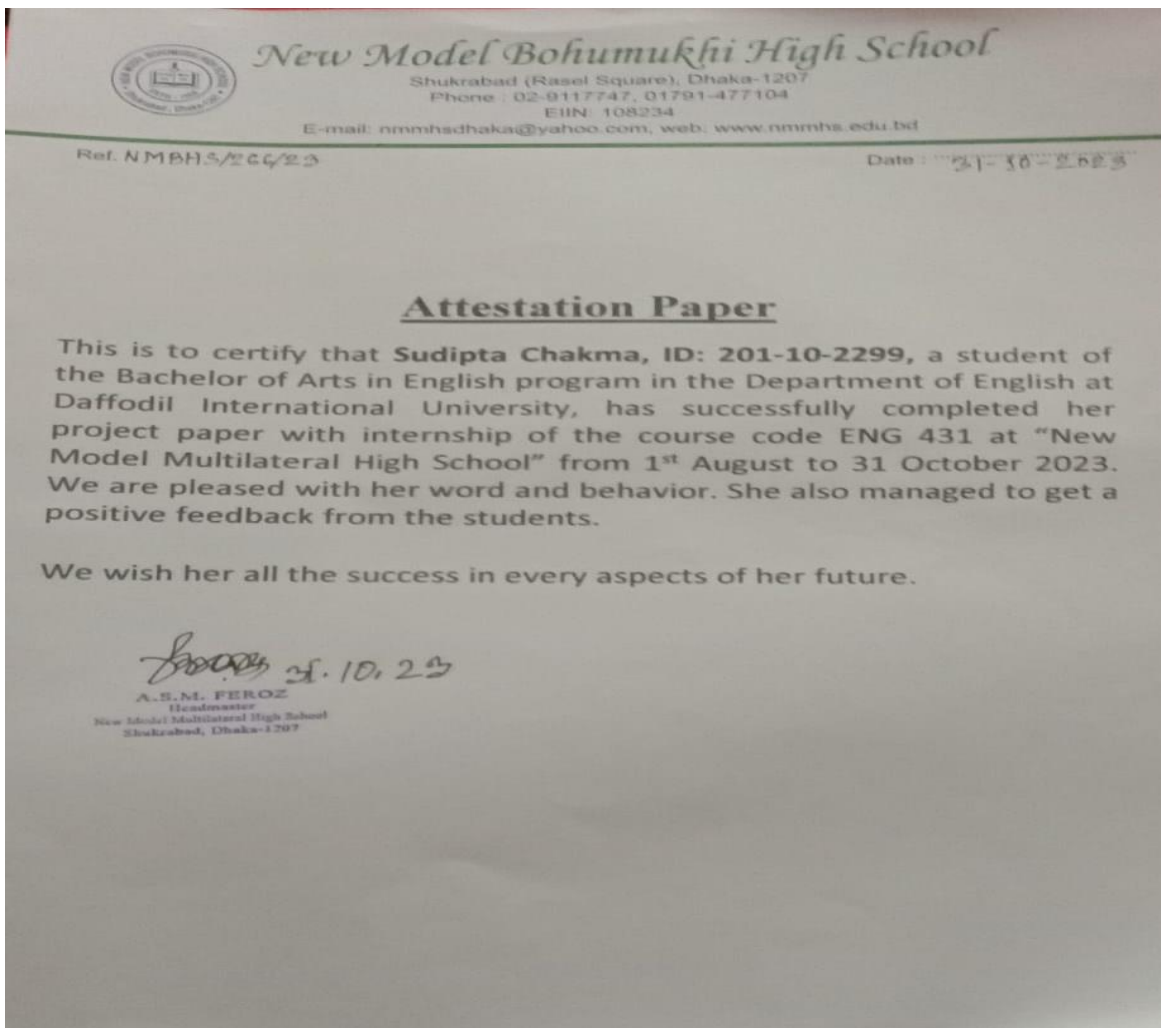 New Model Bohumukhi High School
Shukrabad (Rasel Square), Dhaka-1207
Phone : 02-9117747, 01791-477104
EIIN: 108234
E-mail: nmmhsdhaka@yahoo.com, web: www.nmmhs.edu.bd
Ref. NMBHS/266/23
Date : 31-10-2023
Attestation Paper
This is to certify that Sudipta Chakma, ID: 201-10-2299, a student of
the Bachelor of Arts in English program in the Department of English at
Daffodil International University, has successfully completed her
project paper with internship of the course code ENG 431 at “New
Model Multilateral High School” from 1st August to 31 October 2023.
We are pleased with her word and behavior. She also managed to get a
positive feedback from the students.
We wish her all the success in every aspects of her future.
31.10.23
A.S.M. FEROZ
Headmaster
New Model Multilateral High School
Shukrabad, Dhaka-1207